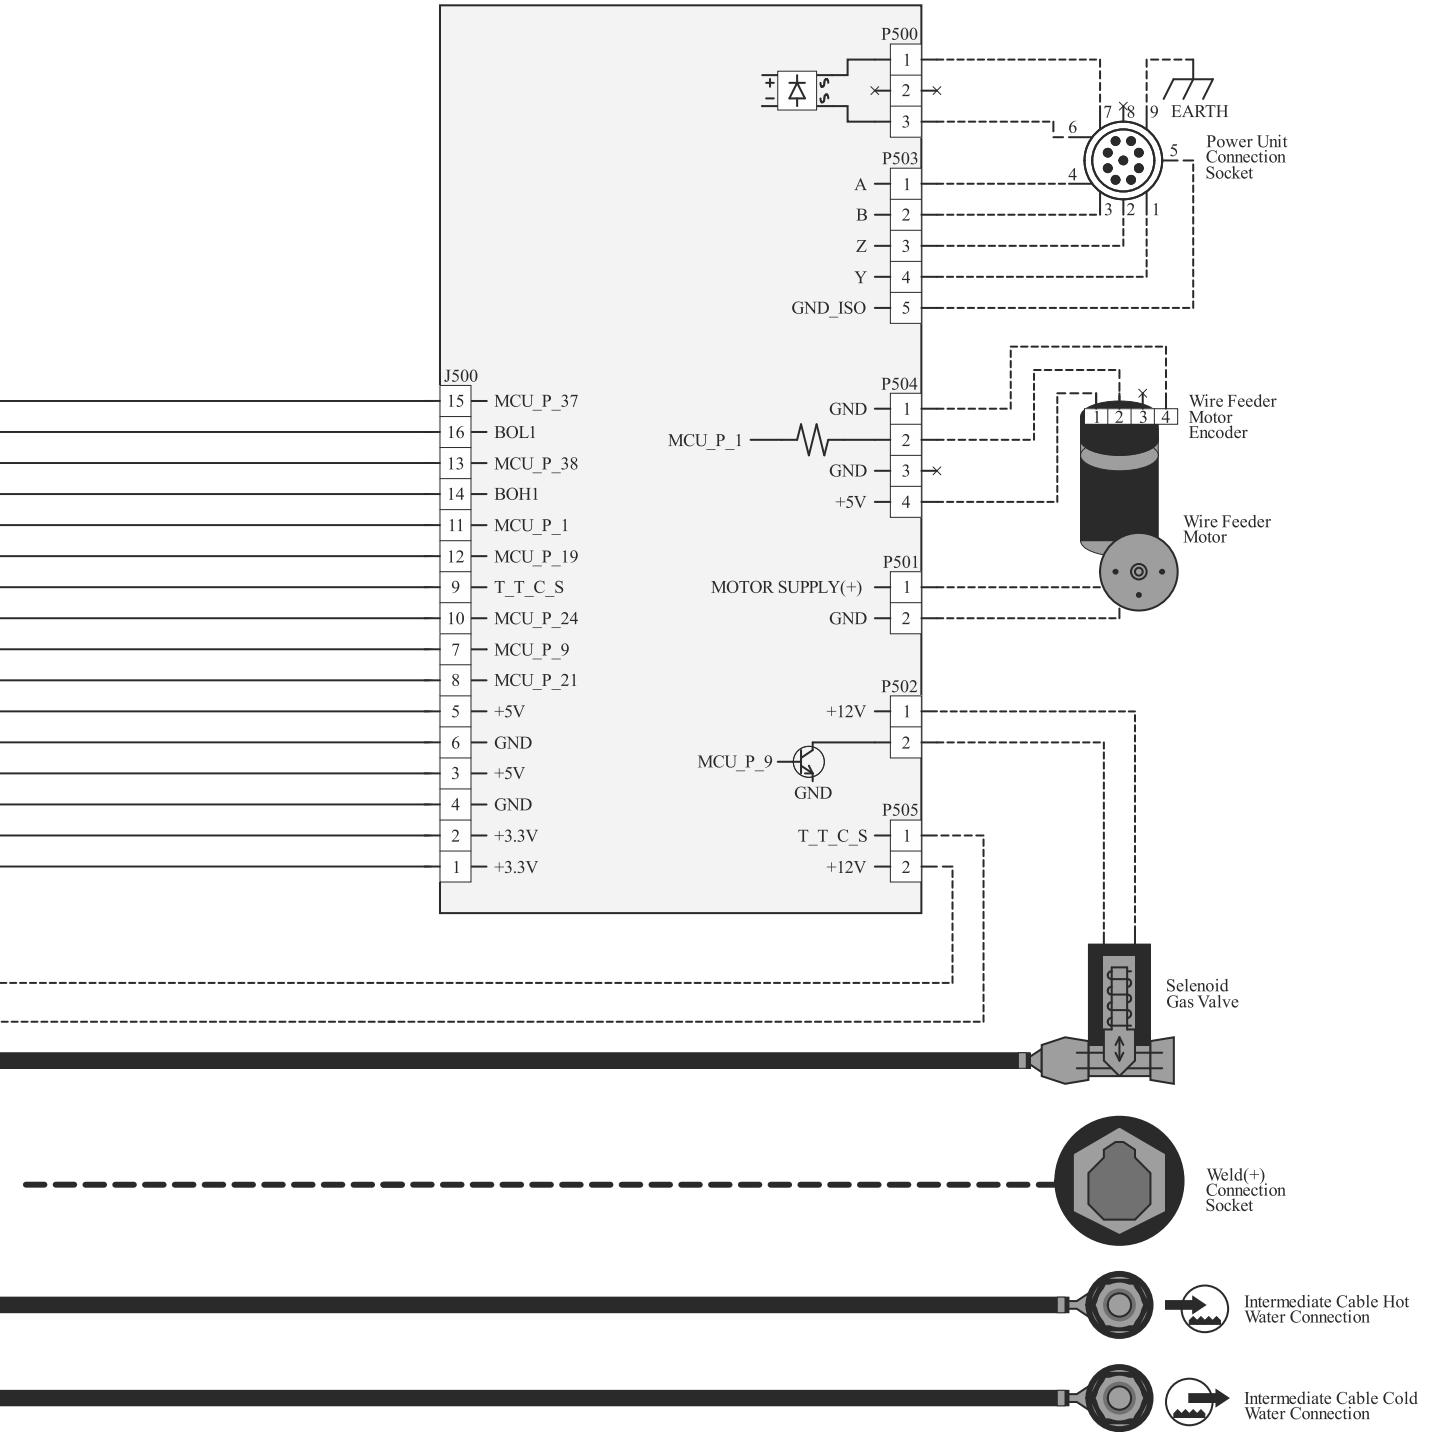 P500
1
2
3
+
−
7
8
9
EARTH
6
5
4
3
2
1
Power Unit
Connection
Socket
P503
A 1
B 2
Z 3
Y 4
GND_ISO 5
J500
15 MCU_P_37
16 BOL1
13 MCU_P_38
14 BOH1
11 MCU_P_1
12 MCU_P_19
9 T_T_C_S
10 MCU_P_24
7 MCU_P_9
8 MCU_P_21
5 +5V
6 GND
3 +5V
4 GND
2 +3.3V
1 +3.3V
P504
GND 1
MCU_P_1 2
GND 3
+5V 4
1 2 3 4
Wire Feeder
Motor
Encoder
Wire Feeder
Motor
P501
MOTOR SUPPLY(+) 1
GND 2
P502
+12V 1
2
MCU_P_9
GND
P505
T_T_C_S 1
+12V 2
Selenoid
Gas Valve
Weld(+)
Connection
Socket
Intermediate Cable Hot
Water Connection
Intermediate Cable Cold
Water Connection